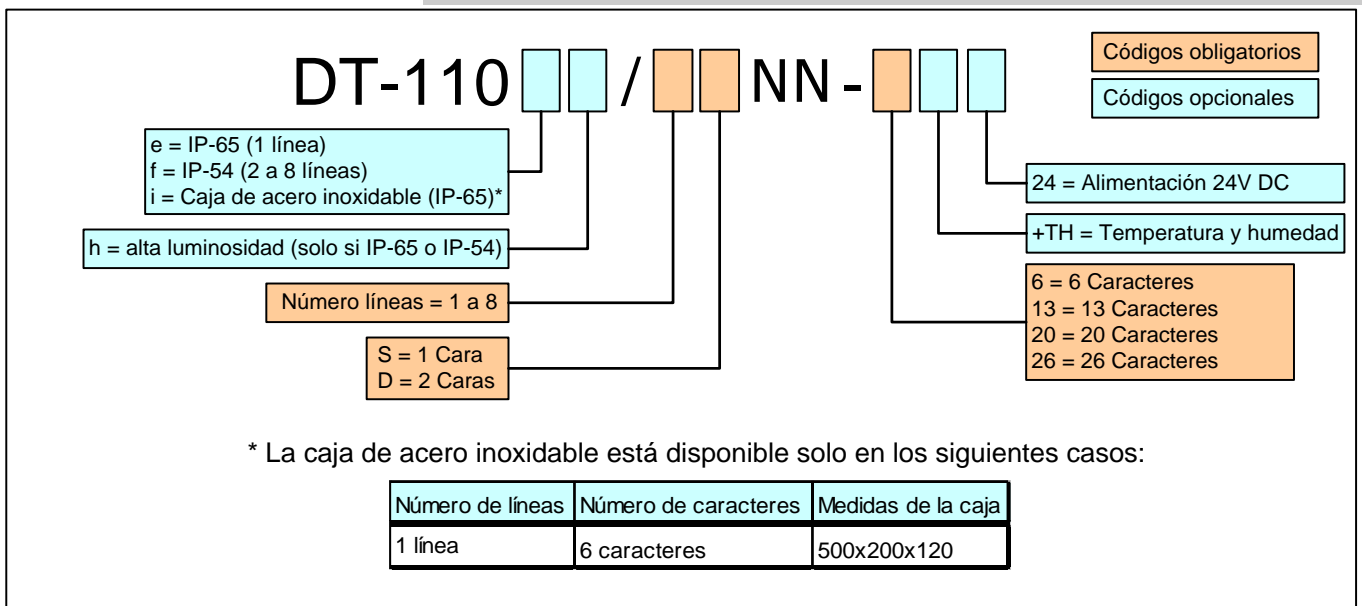 DT-110 / NN -
Códigos obligatorios
Códigos opcionales
e = IP-65 (1 línea)
f = IP-54 (2 a 8 líneas)
i = Caja de acero inoxidable (IP-65)*
h = alta luminosidad (solo si IP-65 o IP-54)
Número líneas = 1 a 8
S = 1 Cara
D = 2 Caras
24 = Alimentación 24V DC
+TH = Temperatura y humedad
6 = 6 Caracteres
13 = 13 Caracteres
20 = 20 Caracteres
26 = 26 Caracteres
* La caja de acero inoxidable está disponible solo en los siguientes casos:
Número de líneas Número de caracteres Medidas de la caja
1 línea 6 caracteres 500x200x120